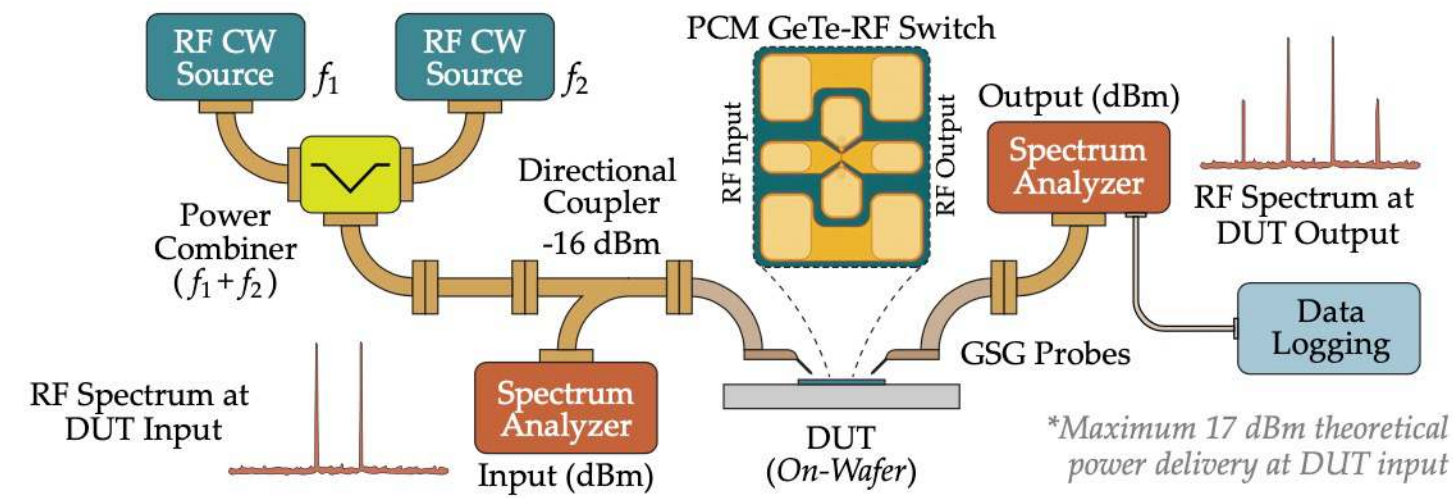 RF CW
Source
f1
RF CW
Source
f2
PCM GeTe-RF Switch
RF Input
RF Output
Output (dBm)
Spectrum
Analyzer
RF Spectrum at
DUT Output
Power
Combiner
(f1+f2)
Directional
Coupler
-16 dBm
Data
Logging
GSG Probes
RF Spectrum at
DUT Input
Spectrum
Analyzer
Input (dBm)
DUT
(On-Wafer)
*Maximum 17 dBm theoretical
power delivery at DUT input